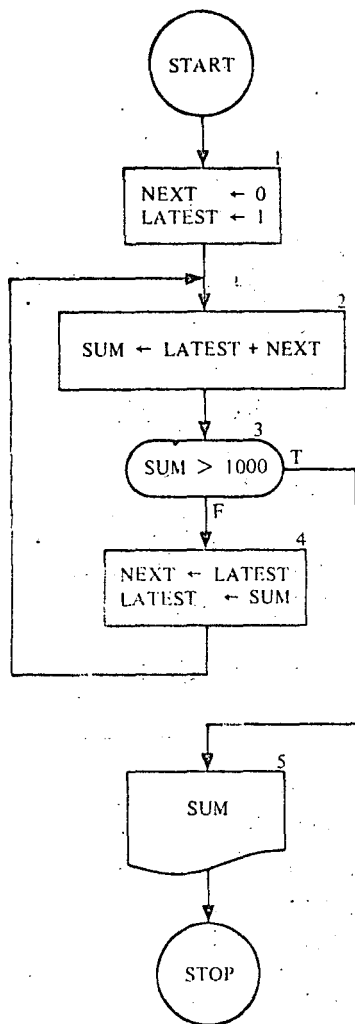 START
1
NEXT ← 0
LATEST ← 1
2
SUM ← LATEST + NEXT
3
SUM > 1000
T
F
4
NEXT ← LATEST
LATEST ← SUM
5
SUM
STOP